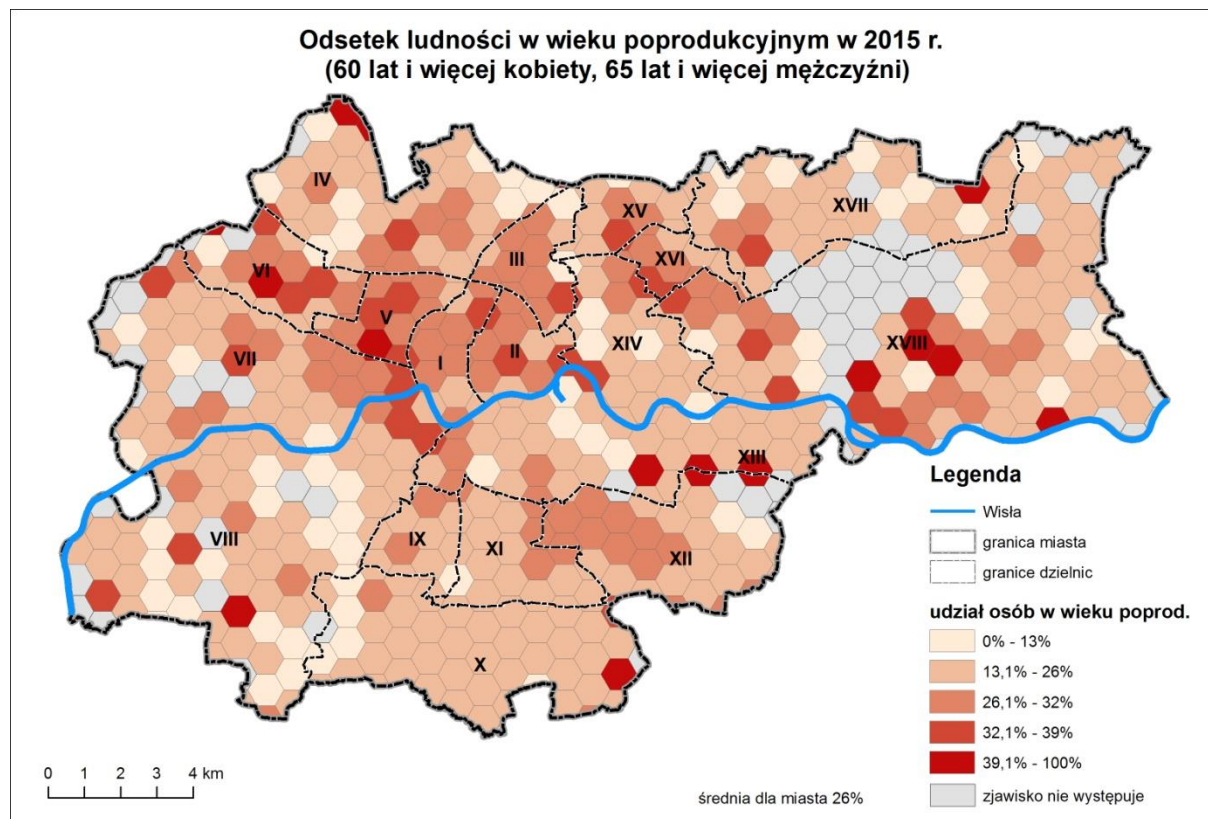 Odsetek ludności w wieku poprodukcyjnym w 2015 r.
(60 lat i więcej kobiety, 65 lat i więcej mężczyźni)
IV
XV
XVII
III
XVI
VI
V
XIV
XVIII
VII
I
II
XIII
VIII
IX
XI
XII
X
Legenda
Wisła
granica miasta
granice dzielnic
udział osób w wieku poprod.
0% - 13%
13,1% - 26%
26,1% - 32%
32,1% - 39%
39,1% - 100%
zjawisko nie występuje
0 1 2 3 4 km
średnia dla miasta 26%